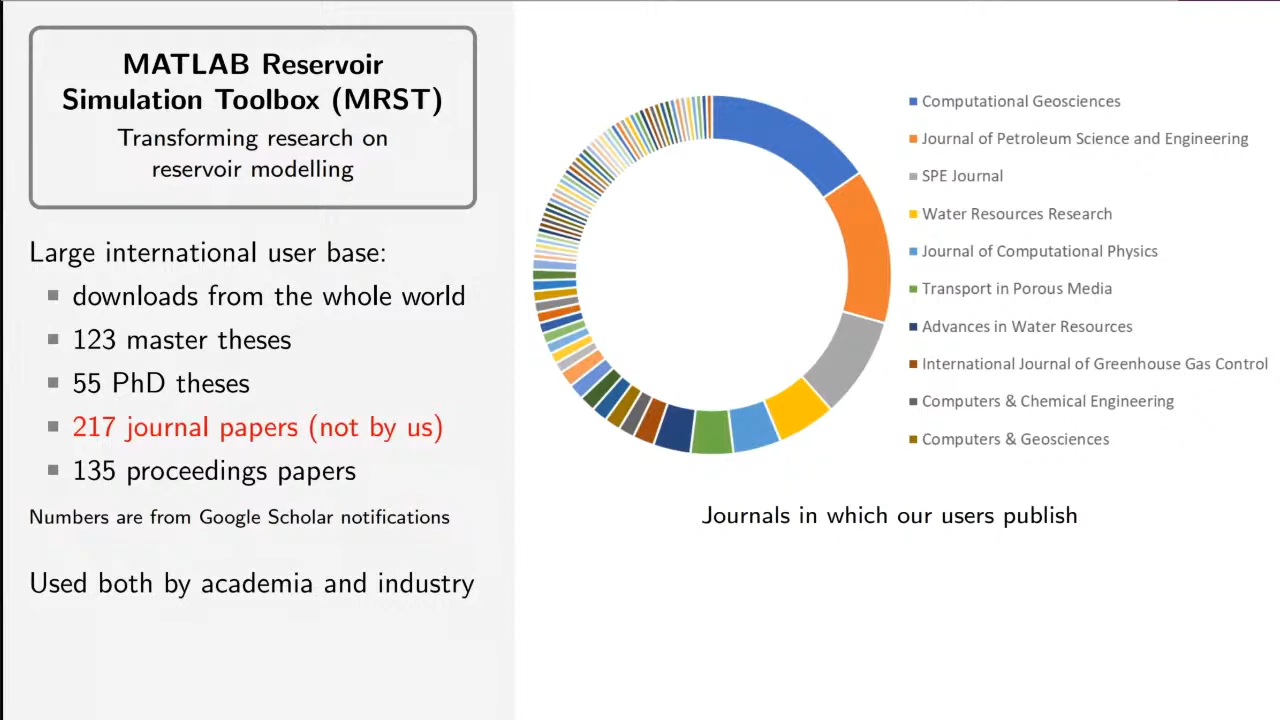 MATLAB Reservoir
Simulation Toolbox (MRST)
Transforming research on
reservoir modelling
Large international user base:
downloads from the whole world
123 master theses
55 PhD theses
217 journal papers (not by us)
135 proceedings papers
Numbers are from Google Scholar notifications
Used both by academia and industry
Computational Geosciences
Journal of Petroleum Science and Engineering
SPE Journal
Water Resources Research
Journal of Computational Physics
Transport in Porous Media
Advances in Water Resources
International Journal of Greenhouse Gas Control
Computers & Chemical Engineering
Computers & Geosciences
Journals in which our users publish